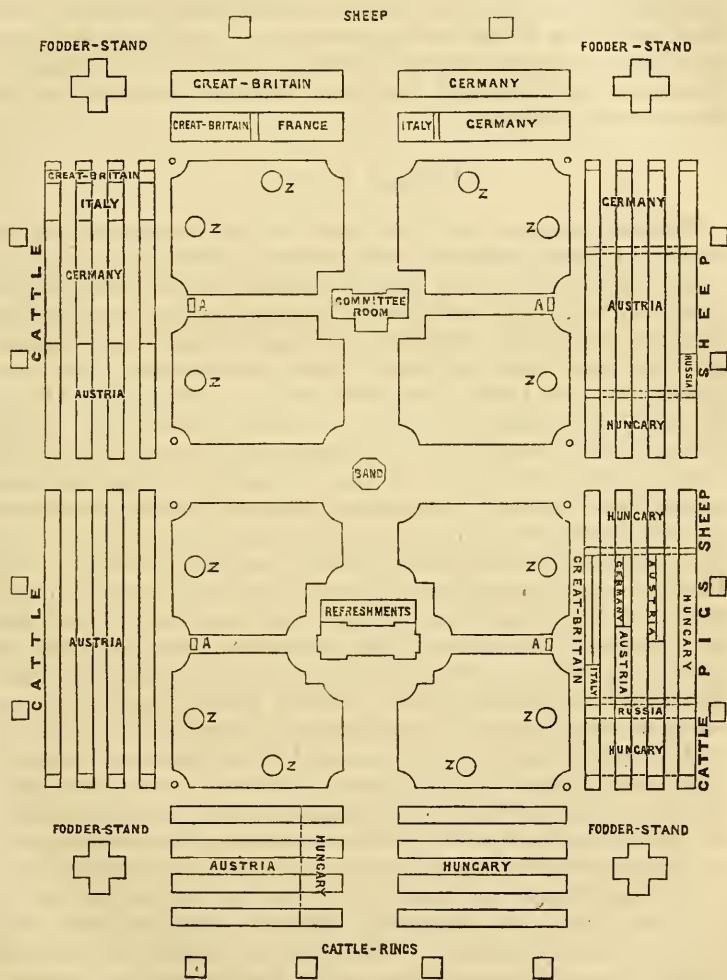 SHEEP
FODDER-STAND
FODDER-STAND
GREAT-BRITAIN
GERMANY
GREAT-BRITAIN
FRANCE
ITALY
GERMANY
GREAT-BRITAIN
ITALY
GERMANY
AUSTRIA
CATTLE
Z
Z
Z
Z
A
COMMITTEE
ROOM
A
Z
Z
GERMANY
AUSTRIA
RUSSIA
HUNGARY
SHEEP
BAND
CATTLE
AUSTRIA
Z
Z
REFRESHMENTS
A
A
Z
Z
Z
Z
HUNGARY
SHEEP
GREAT-BRITAIN
GERMANY
AUSTRIA
AUSTRIA
HUNGARY
PIGS
ITALY
RUSSIA
HUNGARY
CATTLE
FODDER-STAND
FODDER-STAND
AUSTRIA
HUNGARY
HUNGARY
CATTLE-RINGS